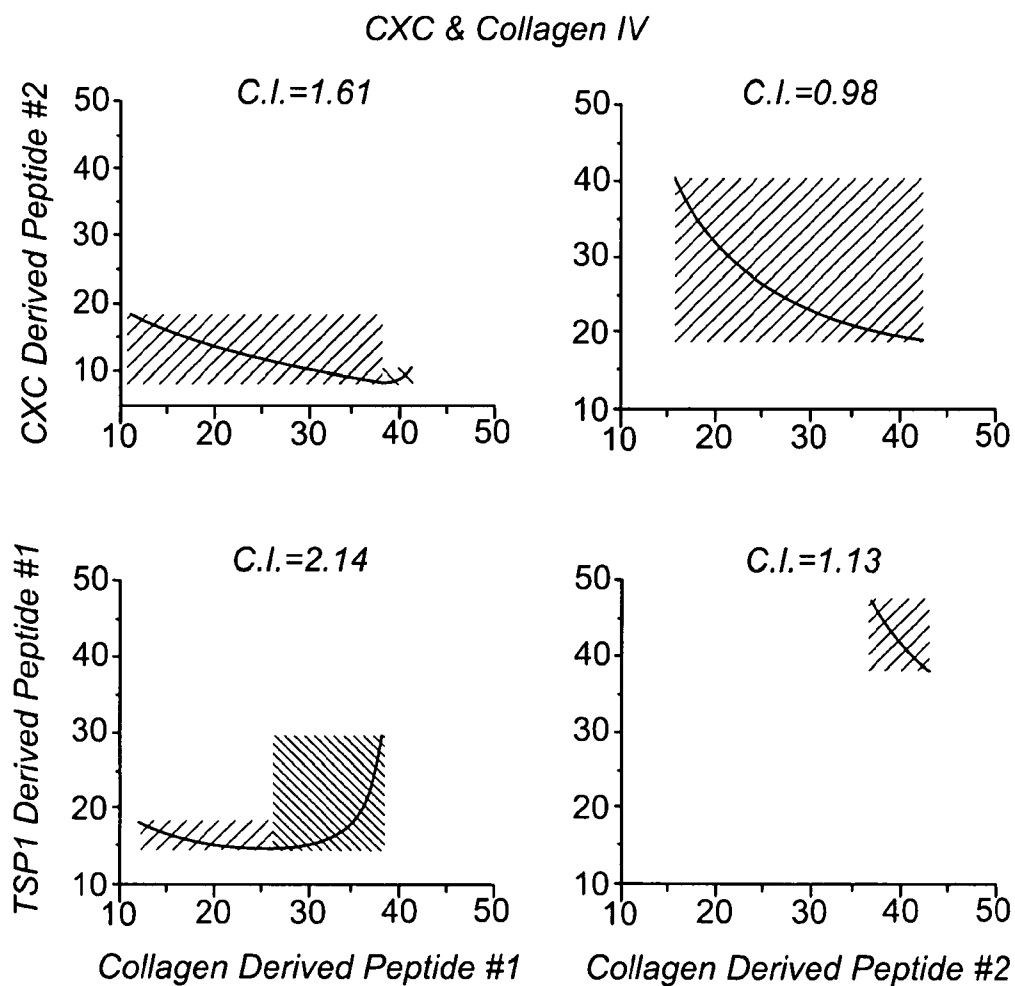 CXC & Collagen IV
CXC Derived Peptide #2
C.I.=1.61
50
40
30
20
10
10 20 30 40 50
C.I.=0.98
50
40
30
20
10
10 20 30 40 50
TSP1 Derived Peptide #1
C.I.=2.14
50
40
30
20
10
10 20 30 40 50
Collagen Derived Peptide #1
C.I.=1.13
50
40
30
20
10
10 20 30 40 50
Collagen Derived Peptide #2